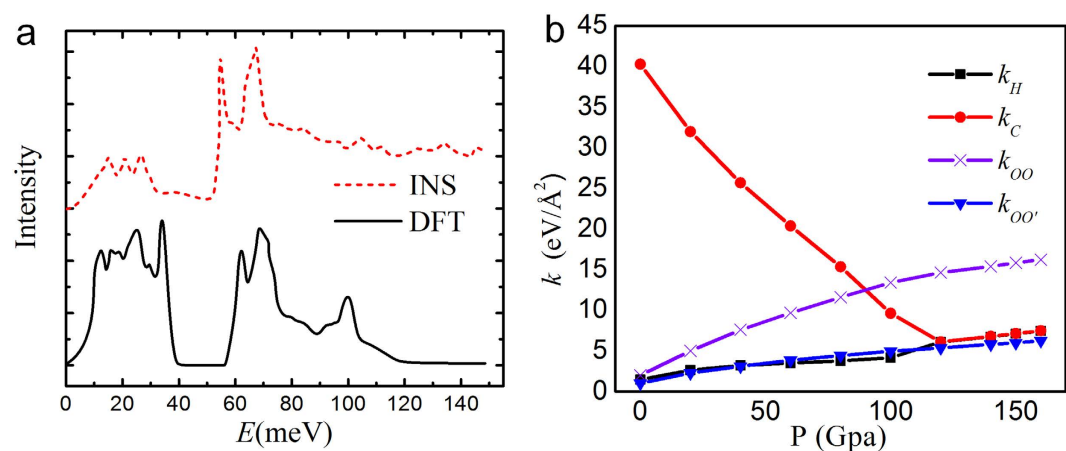 a
Intensity
INS
DFT
0 20 40 60 80 100 120 140
E(meV)
b
k (eV/Å²)
45
40
35
30
25
20
15
10
5
0
k_H
k_C
k_OO
k_OO'
0 50 100 150
P (Gpa)